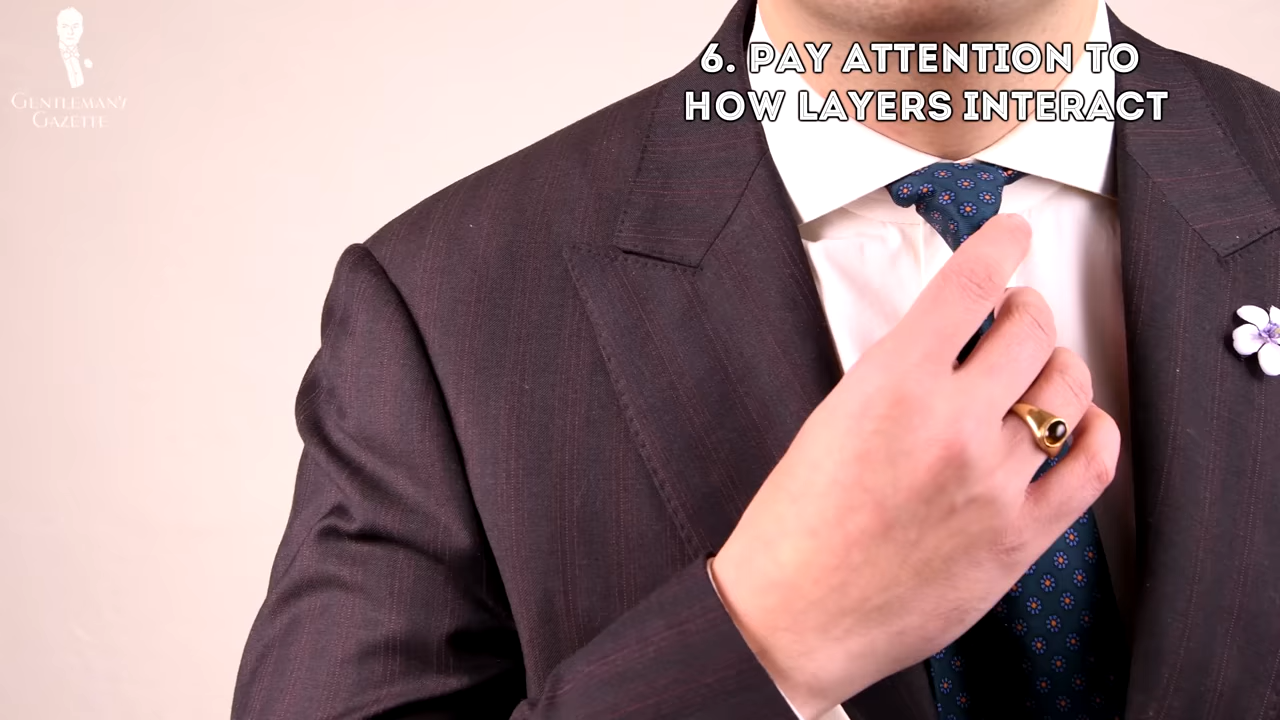 GENTLEMAN'S
GAZETTE
6. PAY ATTENTION TO
HOW LAYERS INTERACT